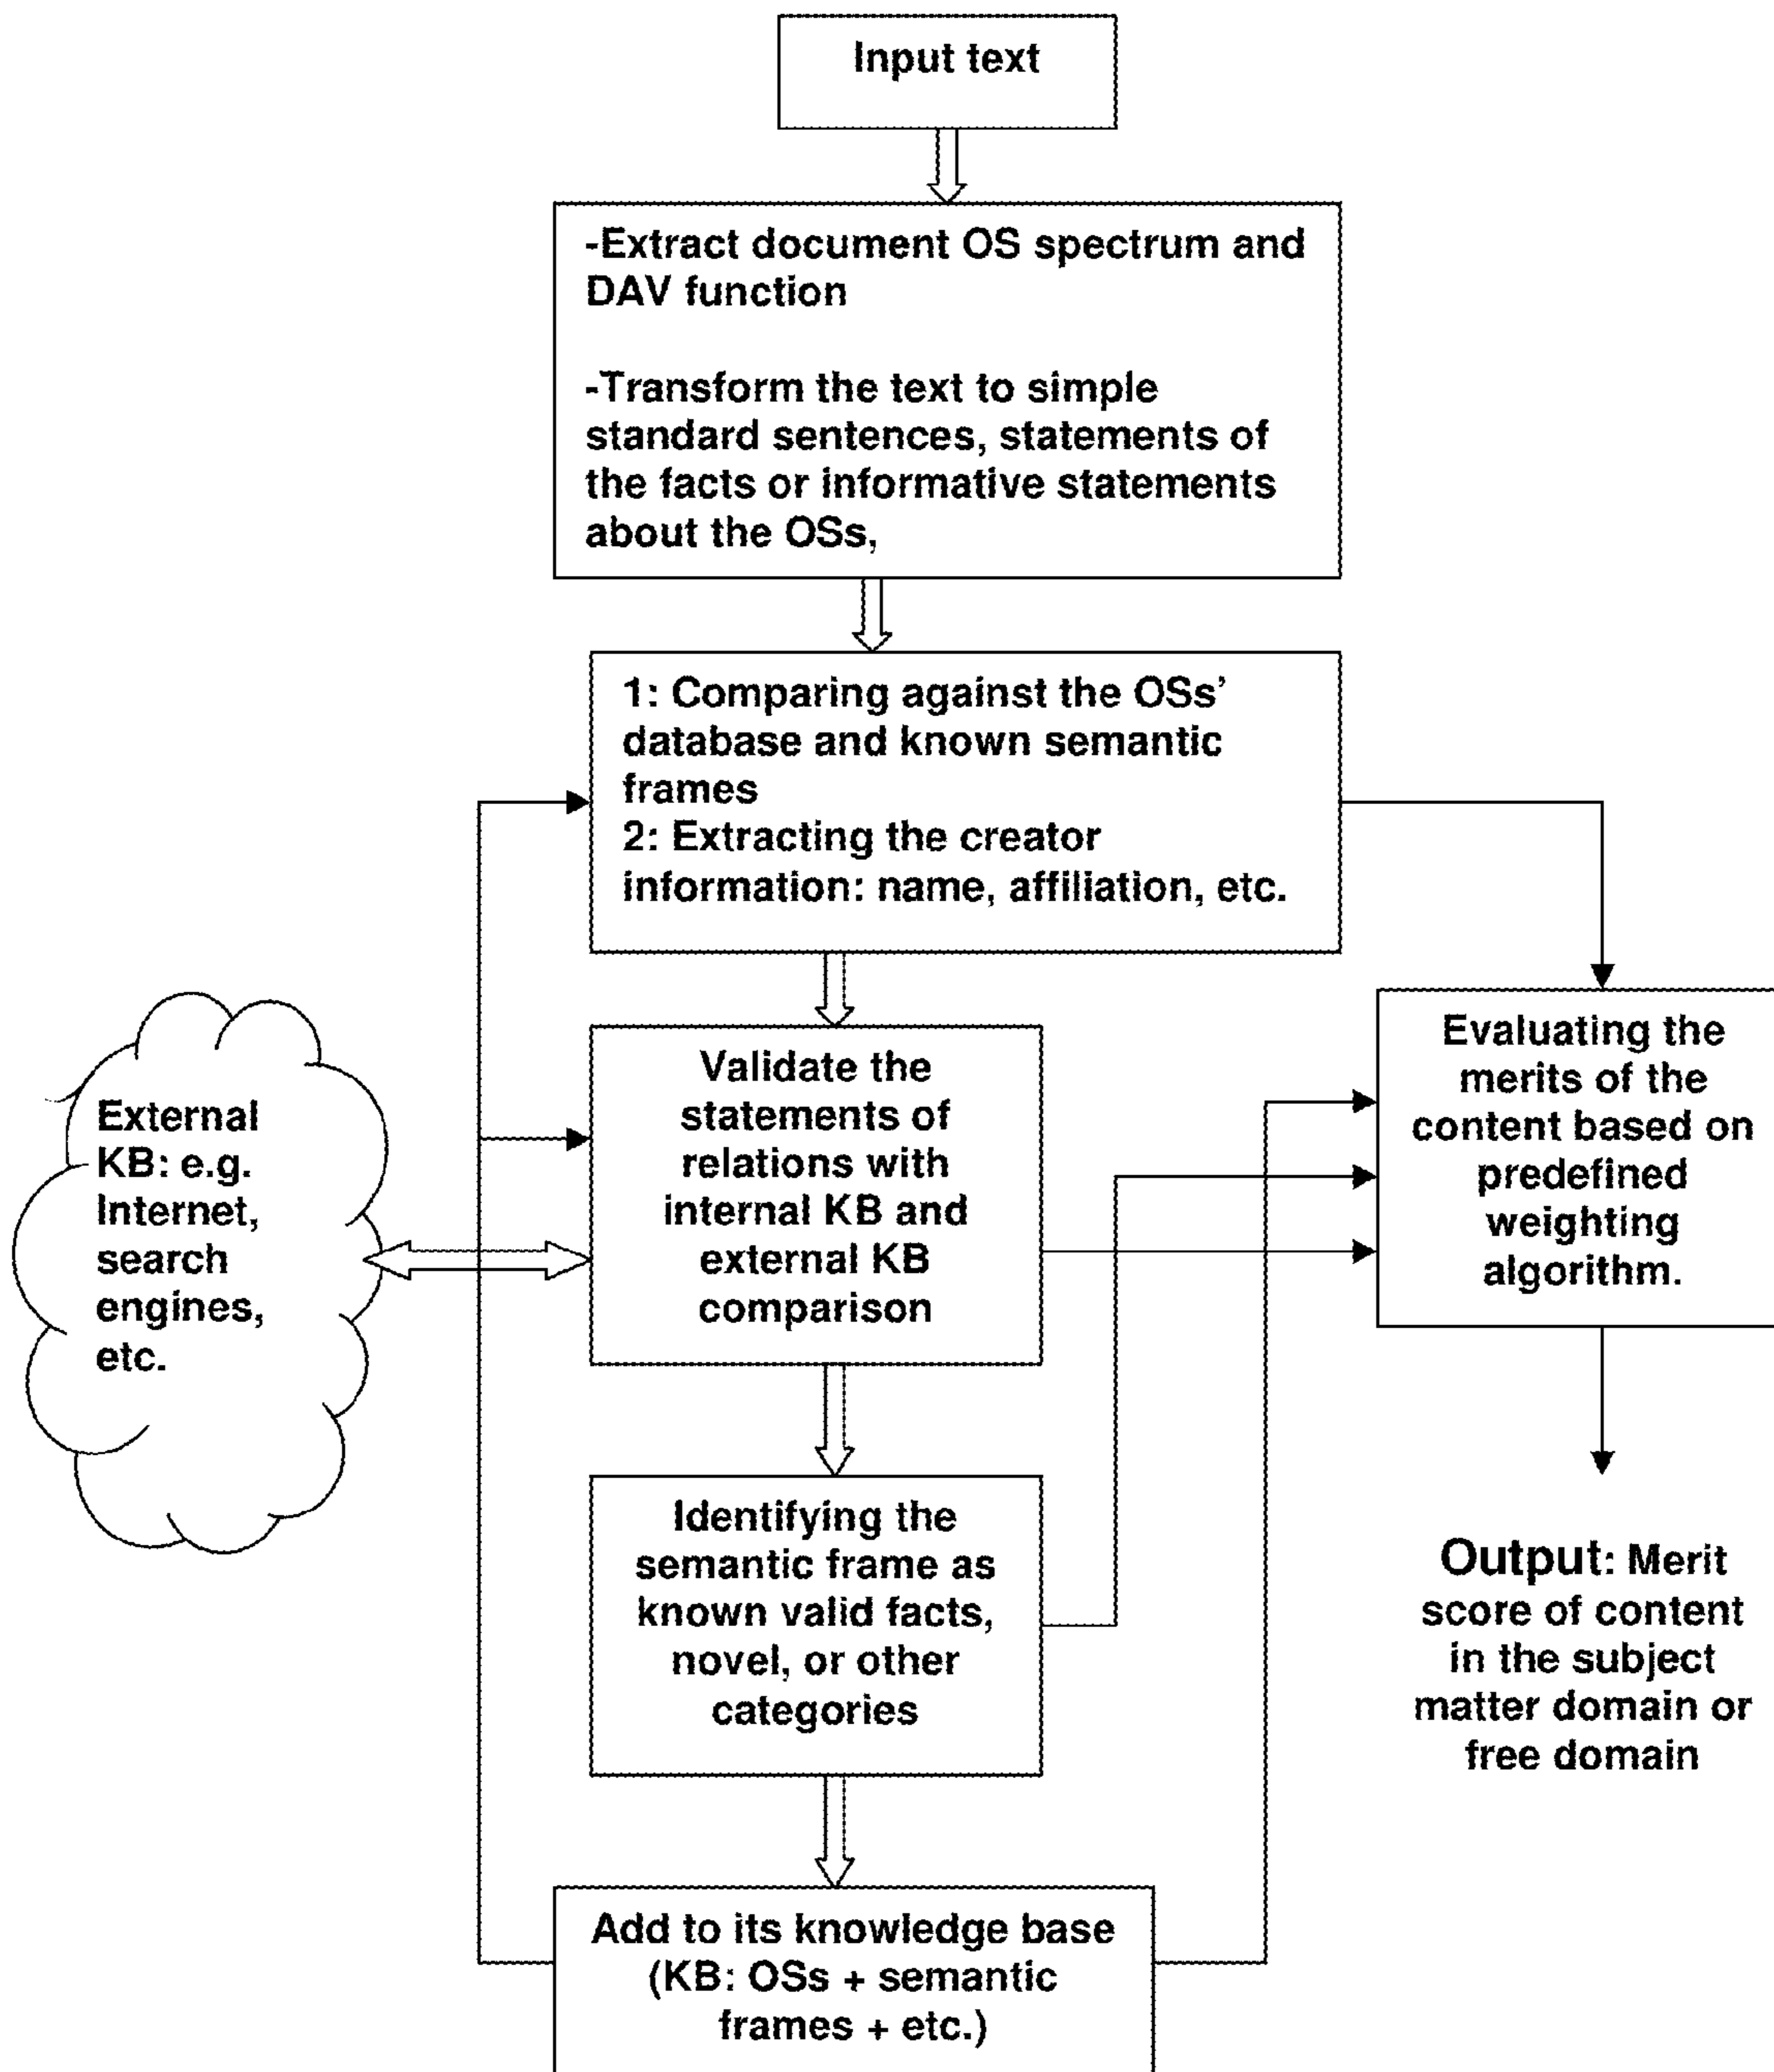 Input text
-Extract document OS spectrum and
DAV function
-Transform the text to simple
standard sentences, statements of
the facts or informative statements
about the OSs,
1: Comparing against the OSs’
database and known semantic
frames
2: Extracting the creator
information: name, affiliation, etc.
External
KB: e.g.
Internet,
search
engines,
etc.
Validate the
statements of
relations with
internal KB and
external KB
comparison
Evaluating the
merits of the
content based on
predefined
weighting
algorithm.
Identifying the
semantic frame as
known valid facts,
novel, or other
categories
Output: Merit
score of content
in the subject
matter domain or
free domain
Add to its knowledge base
(KB: OSs + semantic
frames + etc.)